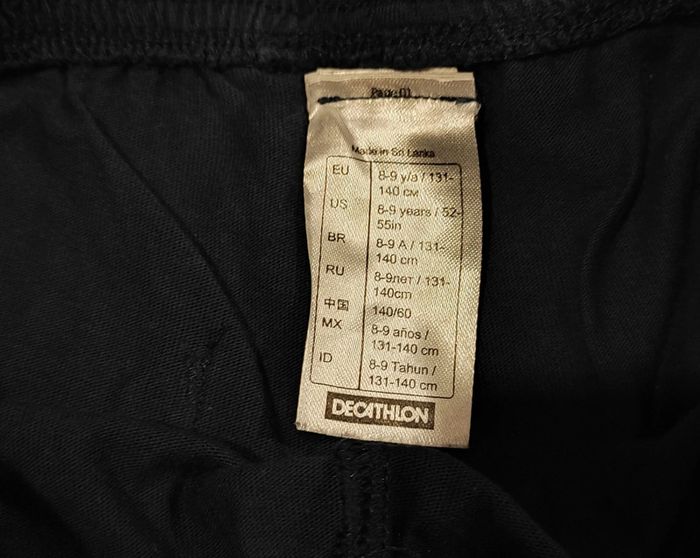 Made in Sri Lanka
EU 8-9 y/a / 131-
140 см
US 8-9 years / 52-
55in
BR 8-9 A / 131-
140 cm
RU 8-9лет / 131-
140cm
中国 140/60
MX 8-9 años /
131-140 cm
ID 8-9 Tahun /
131-140 cm
DECATHLON